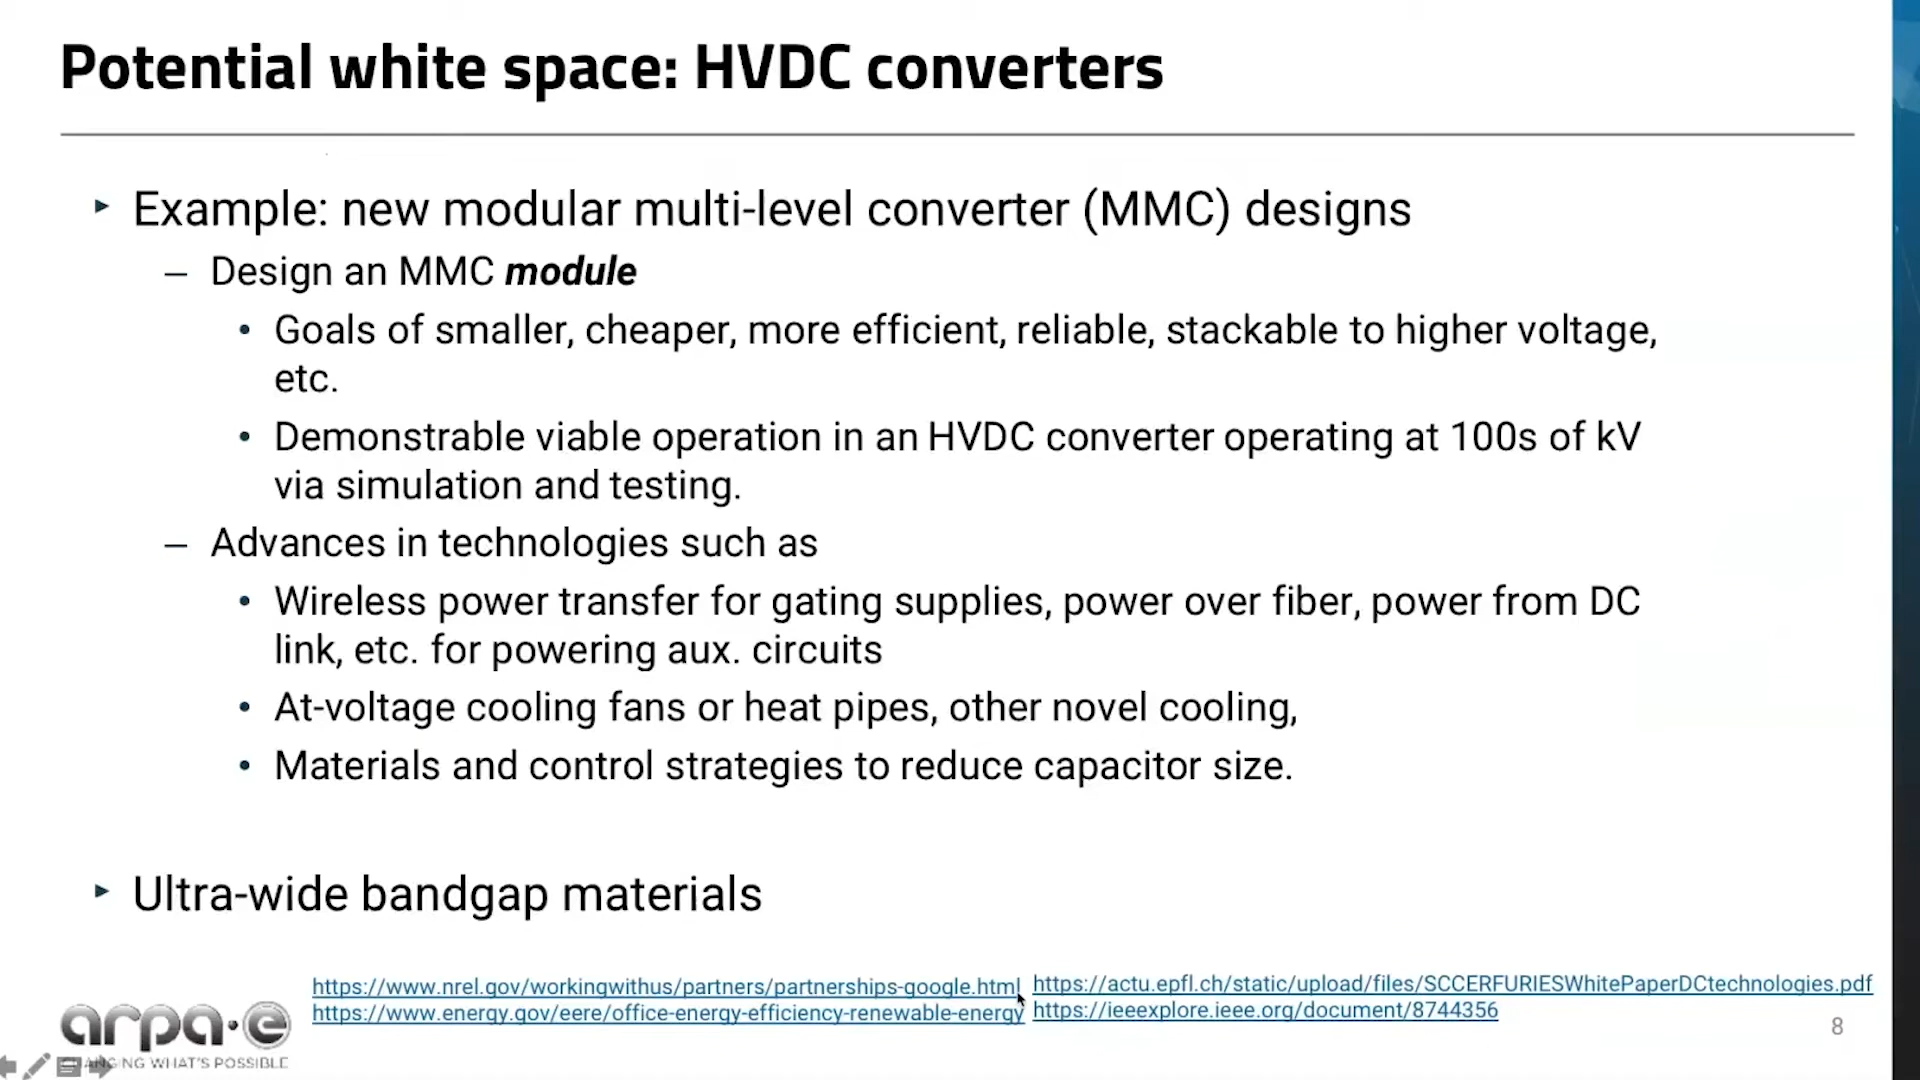 Potential white space: HVDC converters
Example: new modular multi-level converter (MMC) designs
– Design an MMC module
• Goals of smaller, cheaper, more efficient, reliable, stackable to higher voltage,
etc.
• Demonstrable viable operation in an HVDC converter operating at 100s of kV
via simulation and testing.
– Advances in technologies such as
• Wireless power transfer for gating supplies, power over fiber, power from DC
link, etc. for powering aux. circuits
• At-voltage cooling fans or heat pipes, other novel cooling,
• Materials and control strategies to reduce capacitor size.
Ultra-wide bandgap materials
https://www.nrel.gov/workingwithus/partners/partnerships-google.html
https://www.energy.gov/eere/office-energy-efficiency-renewable-energy
https://actu.epfl.ch/static/upload/files/SCCERFURIESWhitePaperDCtechnologies.pdf
https://ieeexplore.ieee.org/document/8744356
arpa·e
WHAT'S POSSIBLE
8